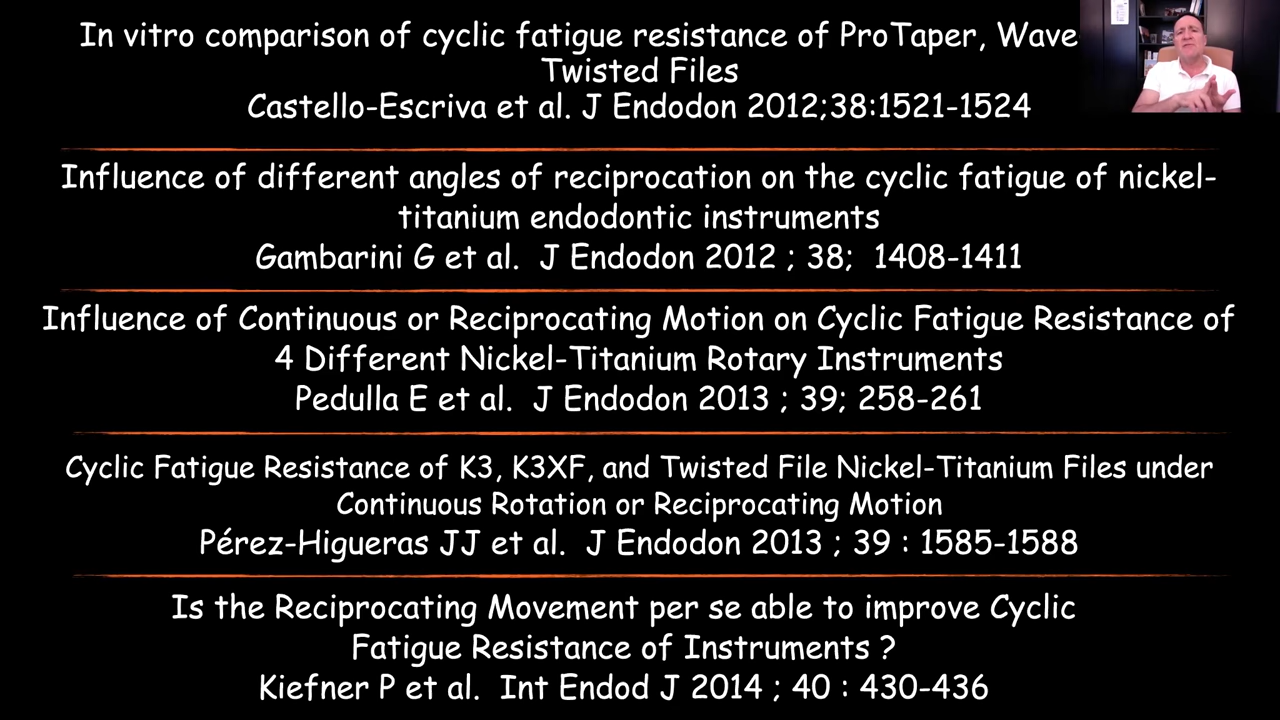 In vitro comparison of cyclic fatigue resistance of ProTaper, Wave
Twisted Files
Castello-Escriva et al. J Endodon 2012;38:1521-1524
Influence of different angles of reciprocation on the cyclic fatigue of nickel-
titanium endodontic instruments
Gambarini G et al. J Endodon 2012 ; 38; 1408-1411
Influence of Continuous or Reciprocating Motion on Cyclic Fatigue Resistance of
4 Different Nickel-Titanium Rotary Instruments
Pedulla E et al. J Endodon 2013 ; 39; 258-261
Cyclic Fatigue Resistance of K3, K3XF, and Twisted File Nickel-Titanium Files under
Continuous Rotation or Reciprocating Motion
Pérez-Higueras JJ et al. J Endodon 2013 ; 39 : 1585-1588
Is the Reciprocating Movement per se able to improve Cyclic
Fatigue Resistance of Instruments ?
Kiefner P et al. Int Endod J 2014 ; 40 : 430-436